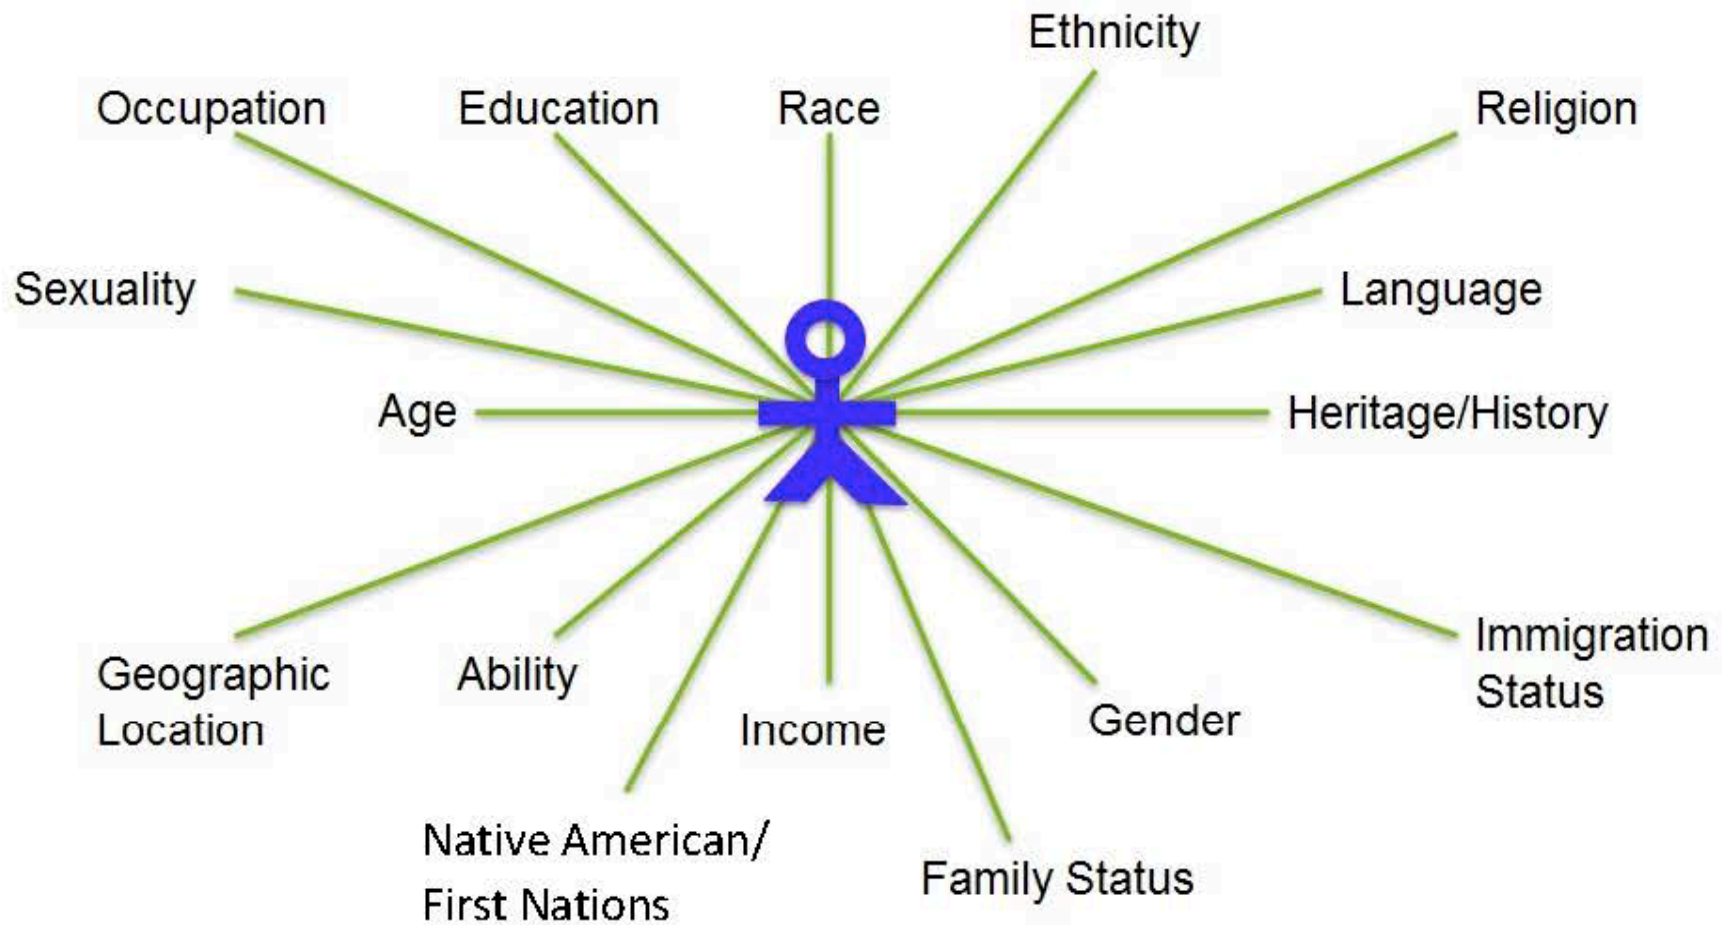 Ethnicity
Occupation
Education
Race
Religion
Sexuality
Language
Age
Heritage/History
Geographic
Location
Ability
Income
Gender
Immigration
Status
Native American/
First Nations
Family Status